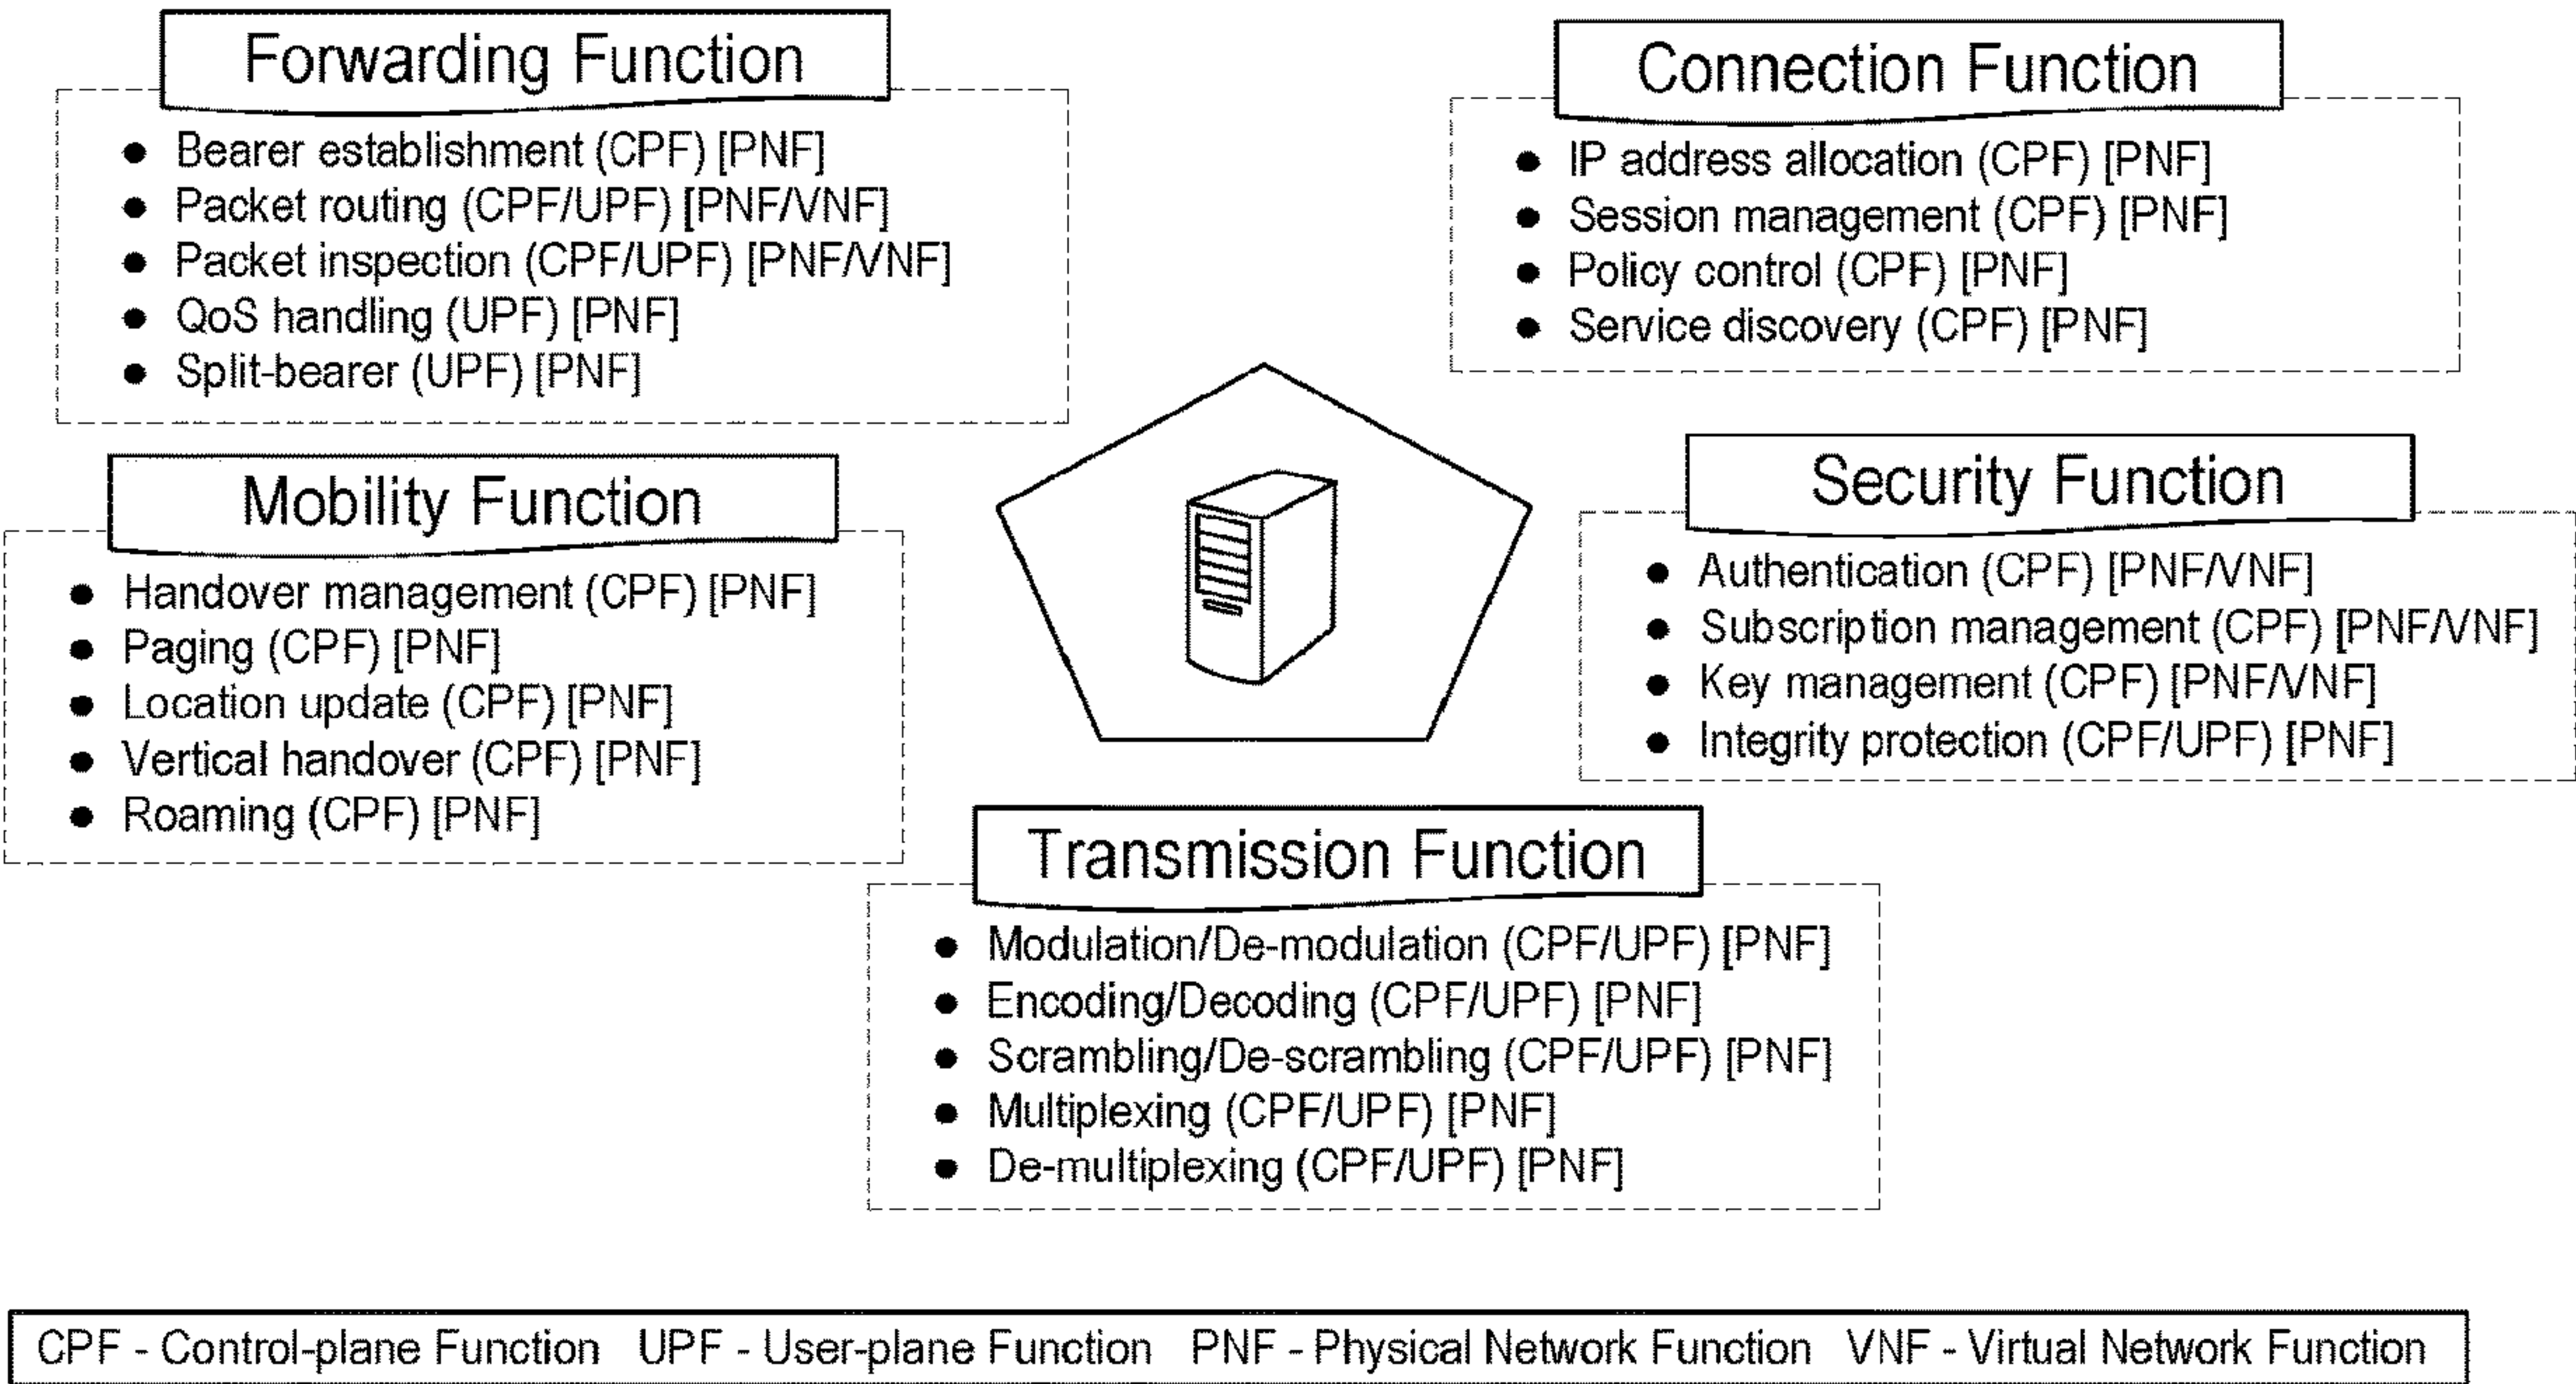 Forwarding Function
● Bearer establishment (CPF) [PNF]
● Packet routing (CPF/UPF) [PNF/VNF]
● Packet inspection (CPF/UPF) [PNF/VNF]
● QoS handling (UPF) [PNF]
● Split-bearer (UPF) [PNF]
Connection Function
● IP address allocation (CPF) [PNF]
● Session management (CPF) [PNF]
● Policy control (CPF) [PNF]
● Service discovery (CPF) [PNF]
Mobility Function
● Handover management (CPF) [PNF]
● Paging (CPF) [PNF]
● Location update (CPF) [PNF]
● Vertical handover (CPF) [PNF]
● Roaming (CPF) [PNF]
Security Function
● Authentication (CPF) [PNF/VNF]
● Subscription management (CPF) [PNF/VNF]
● Key management (CPF) [PNF/VNF]
● Integrity protection (CPF/UPF) [PNF]
Transmission Function
● Modulation/De-modulation (CPF/UPF) [PNF]
● Encoding/Decoding (CPF/UPF) [PNF]
● Scrambling/De-scrambling (CPF/UPF) [PNF]
● Multiplexing (CPF/UPF) [PNF]
● De-multiplexing (CPF/UPF) [PNF]
CPF - Control-plane Function UPF - User-plane Function PNF - Physical Network Function VNF - Virtual Network Function